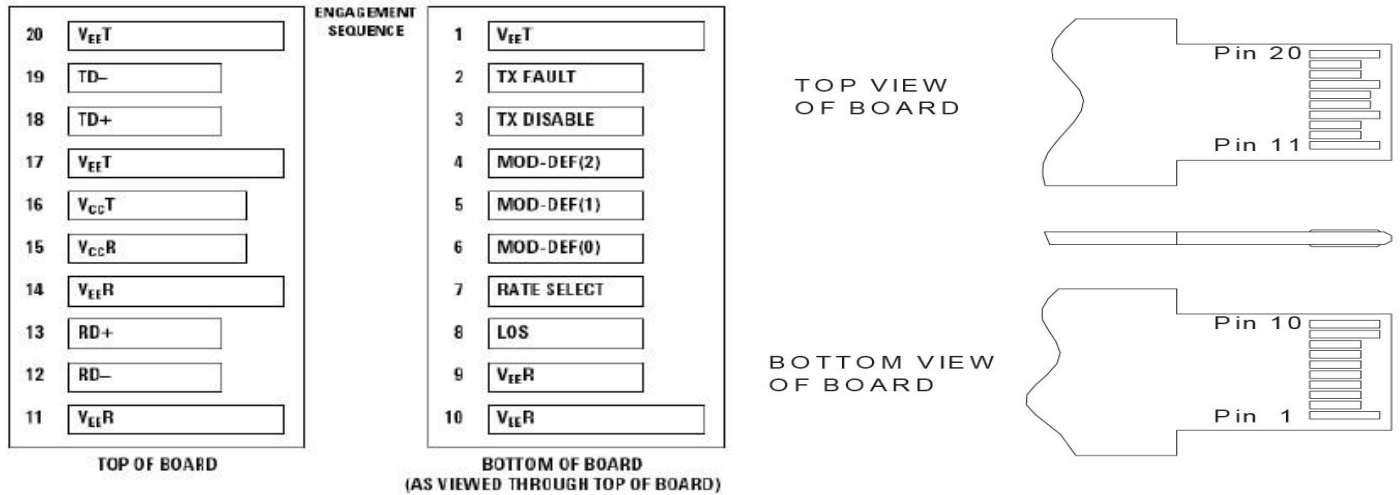 ENGAGEMENT
SEQUENCE
20 VEET
19 TD–
18 TD+
17 VEET
16 VCCT
15 VCCR
14 VEER
13 RD+
12 RD–
11 VEER
TOP OF BOARD
1 VEET
2 TX FAULT
3 TX DISABLE
4 MOD-DEF(2)
5 MOD-DEF(1)
6 MOD-DEF(0)
7 RATE SELECT
8 LOS
9 VEER
10 VEER
BOTTOM OF BOARD
(AS VIEWED THROUGH TOP OF BOARD)
TOP VIEW
OF BOARD
Pin 20
Pin 11
BOTTOM VIEW
OF BOARD
Pin 10
Pin 1